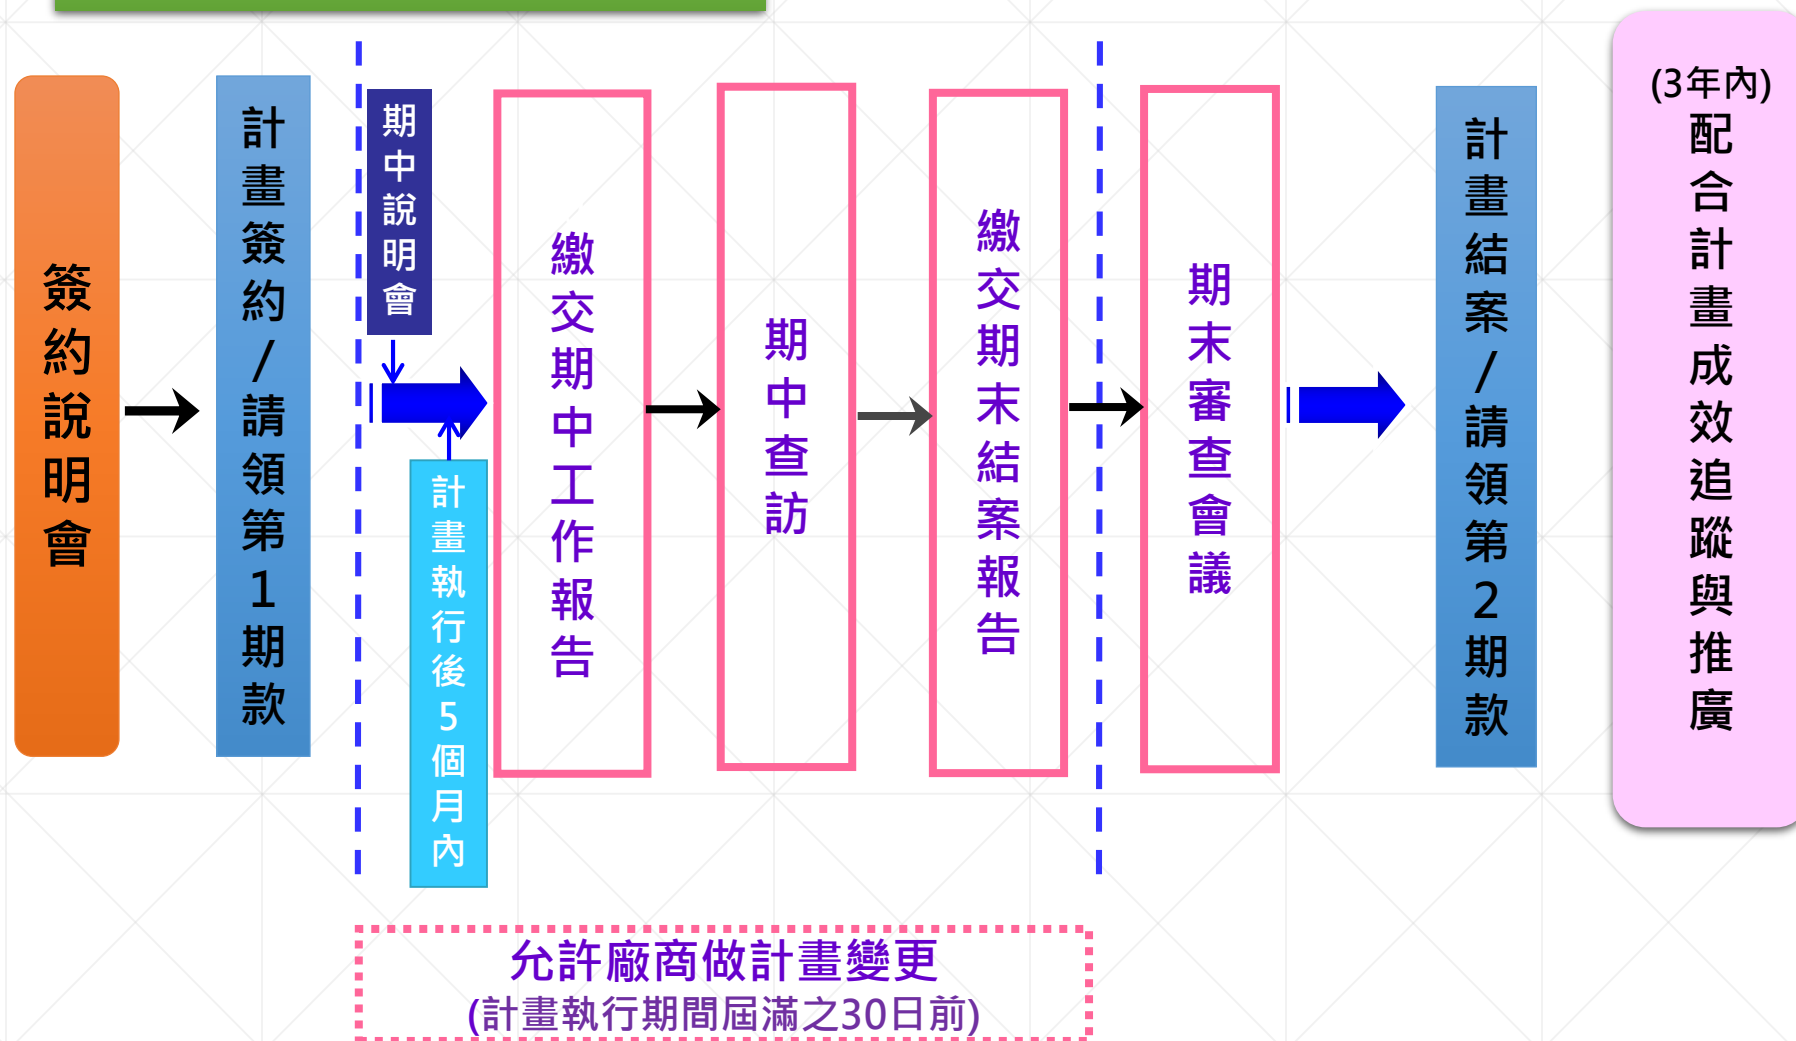 簽約說明會
計畫簽約/請領第1期款
期中說明會
計畫執行後5個月內
繳交期中工作報告
期中查訪
繳交期末結案報告
期末審查會議
計畫結案/請領第2期款
(3年內)
配合計畫成效追蹤與推廣
允許廠商做計畫變更
(計畫執行期間屆滿之30日前)